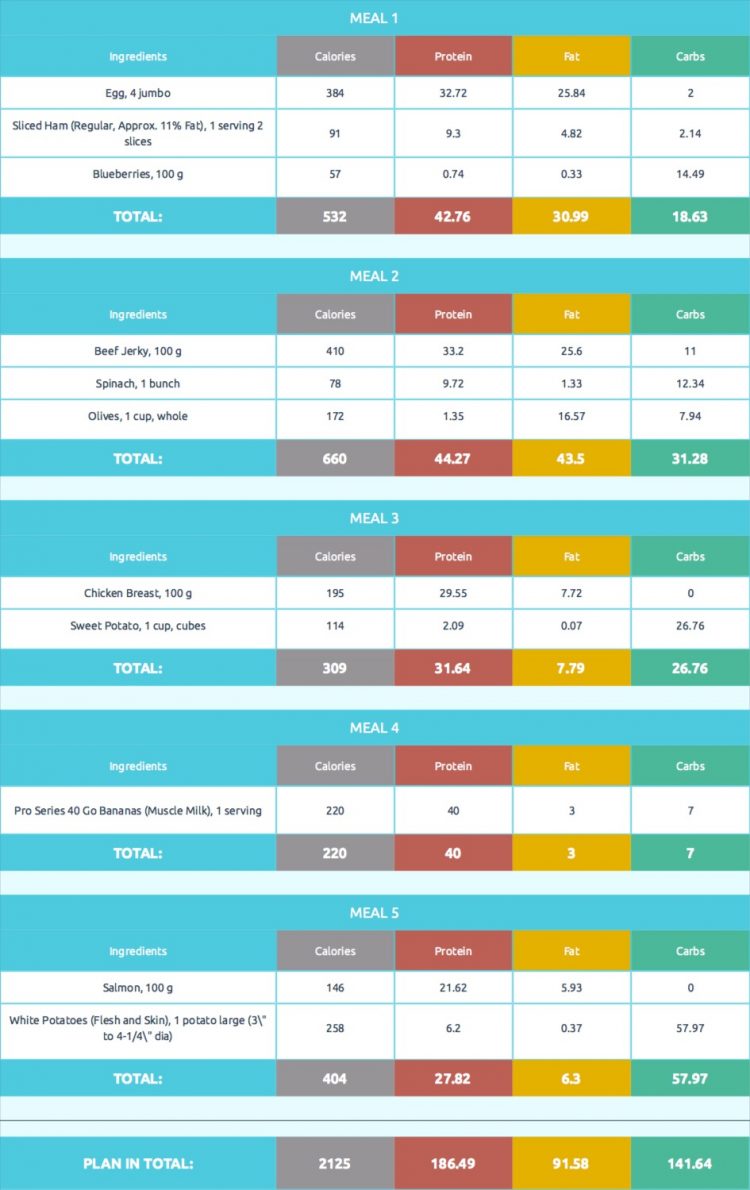 MEAL 1
Ingredients Calories Protein Fat Carbs
Egg, 4 jumbo 384 32.72 25.84 2
Sliced Ham (Regular, Approx. 11% Fat), 1 serving 2
slices 91 9.3 4.82 2.14
Blueberries, 100 g 57 0.74 0.33 14.49
TOTAL: 532 42.76 30.99 18.63
MEAL 2
Ingredients Calories Protein Fat Carbs
Beef Jerky, 100 g 410 33.2 25.6 11
Spinach, 1 bunch 78 9.72 1.33 12.34
Olives, 1 cup, whole 172 1.35 16.57 7.94
TOTAL: 660 44.27 43.5 31.28
MEAL 3
Ingredients Calories Protein Fat Carbs
Chicken Breast, 100 g 195 29.55 7.72 0
Sweet Potato, 1 cup, cubes 114 2.09 0.07 26.76
TOTAL: 309 31.64 7.79 26.76
MEAL 4
Ingredients Calories Protein Fat Carbs
Pro Series 40 Go Bananas (Muscle Milk), 1 serving 220 40 3 7
TOTAL: 220 40 3 7
MEAL 5
Ingredients Calories Protein Fat Carbs
Salmon, 100 g 146 21.62 5.93 0
White Potatoes (Flesh and Skin), 1 potato large (3\"
to 4-1/4\" dia) 258 6.2 0.37 57.97
TOTAL: 404 27.82 6.3 57.97
PLAN IN TOTAL: 2125 186.49 91.58 141.64